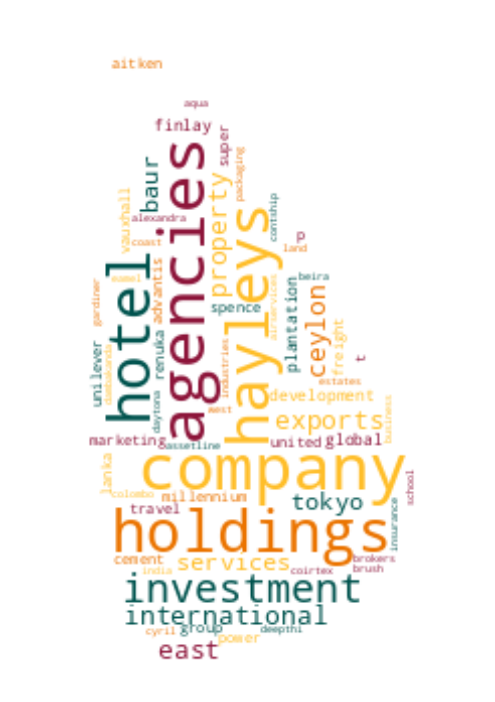 aitken
aqua
finlay
super
packaging
baur
agencies
property
vauxhall
alexandra
coast
hayleys
contship
p
land
hotel
advantis
gardiner
spence
airservices
beira
plantation
ceylon
freight
t
unilever
renuka
industries
estates
daytona
west
development
business
exports
marketing
assetline
united
global
company
lanka
colombo
millennium
school
travel
tokyo
insurance
holdings
cement
services
brokers
india
coirtex
brush
investment
international
cyril
group
deepthi
power
east